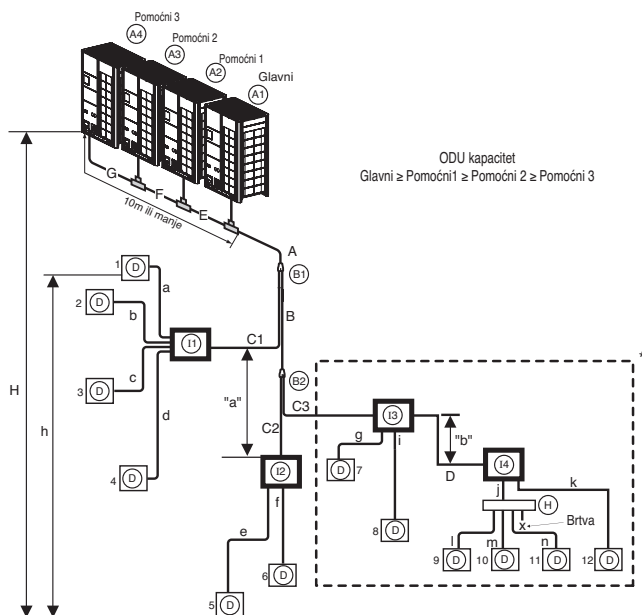 Pomoćni 3
A4
Pomoćni 2
A3
Pomoćni 1
A2
Glavni
A1
ODU kapacitet
Glavni ≥ Pomoćni1 ≥ Pomoćni 2 ≥ Pomoćni 3
G
F
E
10m ili manje
A
B1
1 D
a
2 D
b
B
I1
C1
H
h
3 D
c
d
"a"
B2
C3
*
I3
C2
g
i
"b"
4 D
I2
D 7
D
I4
j
k
f
H
e
8 D
x
Brtva
l
m
n
9 D
10 D
11 D
12 D
6 D
5 D